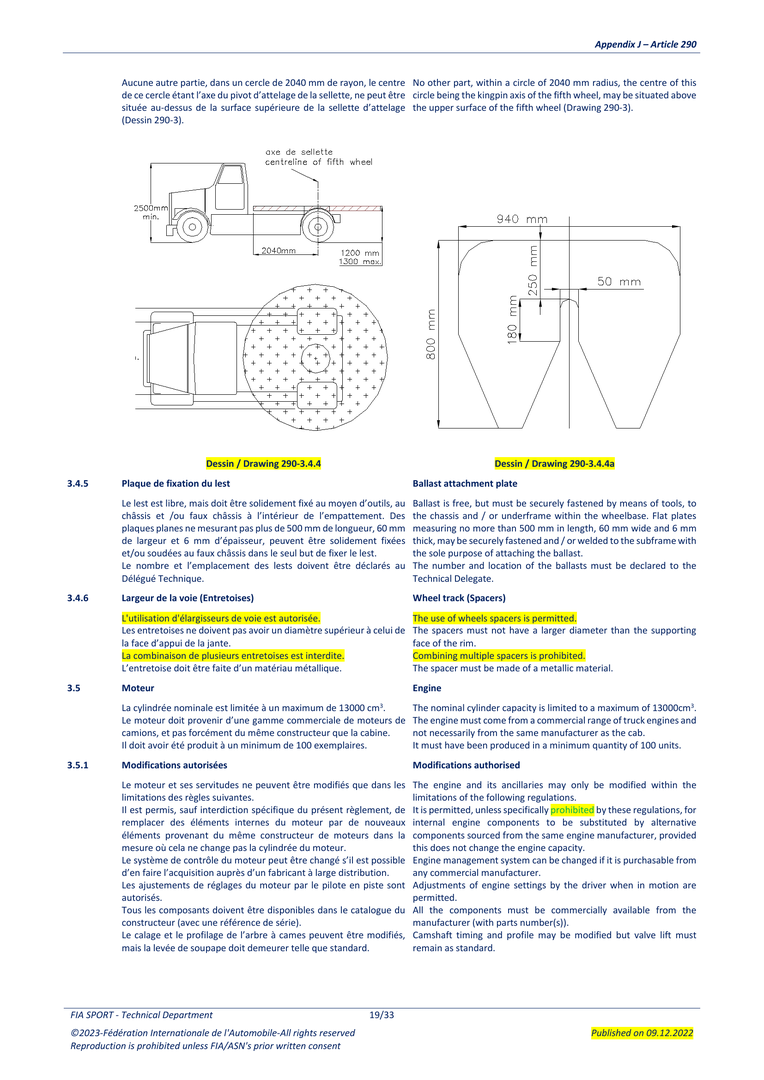 Appendix J – Article 290
Aucune autre partie, dans un cercle de 2040 mm de rayon, le centre
de ce cercle étant l'axe du pivot d'attelage de la sellette, ne peut être
située au-dessus de la surface supérieure de la sellette d'attelage
(Dessin 290-3).
No other part, within a circle of 2040 mm radius, the centre of this
circle being the kingpin axis of the fifth wheel, may be situated above
the upper surface of the fifth wheel (Drawing 290-3).
axe de sellette
centreline of fifth wheel
2500mm
min.
2040mm
1200 mm
1300 max.
940 mm
250 mm
50 mm
180 mm
800 mm
Dessin / Drawing 290-3.4.4
Dessin / Drawing 290-3.4.4a
3.4.5
Plaque de fixation du lest
Ballast attachment plate
Le lest est libre, mais doit être solidement fixé au moyen d'outils, au
châssis et /ou faux châssis à l'intérieur de l'empattement. Des
plaques planes ne mesurant pas plus de 500 mm de longueur, 60 mm
de largeur et 6 mm d'épaisseur, peuvent être solidement fixées
et/ou soudées au faux châssis dans le seul but de fixer le lest.
Le nombre et l'emplacement des lests doivent être déclarés au
Délégué Technique.
Ballast is free, but must be securely fastened by means of tools, to
the chassis and / or underframe within the wheelbase. Flat plates
measuring no more than 500 mm in length, 60 mm wide and 6 mm
thick, may be securely fastened and / or welded to the subframe with
the sole purpose of attaching the ballast.
The number and location of the ballasts must be declared to the
Technical Delegate.
3.4.6
Largeur de la voie (Entretoises)
Wheel track (Spacers)
L'utilisation d'élargisseurs de voie est autorisée.
Les entretoises ne doivent pas avoir un diamètre supérieur à celui de
la face d'appui de la jante.
La combinaison de plusieurs entretoises est interdite.
L'entretoise doit être faite d'un matériau métallique.
The use of wheels spacers is permitted.
The spacers must not have a larger diameter than the supporting
face of the rim.
Combining multiple spacers is prohibited.
The spacer must be made of a metallic material.
3.5
Moteur
Engine
La cylindrée nominale est limitée à un maximum de 13000 cm³.
Le moteur doit provenir d'une gamme commerciale de moteurs de
camions, et pas forcément du même constructeur que la cabine.
Il doit avoir été produit à un minimum de 100 exemplaires.
The nominal cylinder capacity is limited to a maximum of 13000cm³.
The engine must come from a commercial range of truck engines and
not necessarily from the same manufacturer as the cab.
It must have been produced in a minimum quantity of 100 units.
3.5.1
Modifications autorisées
Modifications authorised
Le moteur et ses servitudes ne peuvent être modifiés que dans les
limitations des règles suivantes.
Il est permis, sauf interdiction spécifique du présent règlement, de
remplacer des éléments internes du moteur par de nouveaux
éléments provenant du même constructeur de moteurs dans la
mesure où cela ne change pas la cylindrée du moteur.
Le système de contrôle du moteur peut être changé s'il est possible
d'en faire l'acquisition auprès d'un fabricant à large distribution.
Les ajustements de réglages du moteur par le pilote en piste sont
autorisés.
Tous les composants doivent être disponibles dans le catalogue du
constructeur (avec une référence de série).
Le calage et le profilage de l'arbre à cames peuvent être modifiés,
mais la levée de soupape doit demeurer telle que standard.
The engine and its ancillaries may only be modified within the
limitations of the following regulations.
It is permitted, unless specifically prohibited by these regulations, for
internal engine components to be substituted by alternative
components sourced from the same engine manufacturer, provided
this does not change the engine capacity.
Engine management system can be changed if it is purchasable from
any commercial manufacturer.
Adjustments of engine settings by the driver when in motion are
permitted.
All the components must be commercially available from the
manufacturer (with parts number(s)).
Camshaft timing and profile may be modified but valve lift must
remain as standard.
FIA SPORT - Technical Department
19/33
©2023-Fédération Internationale de l'Automobile-All rights reserved
Reproduction is prohibited unless FIA/ASN's prior written consent
Published on 09.12.2022